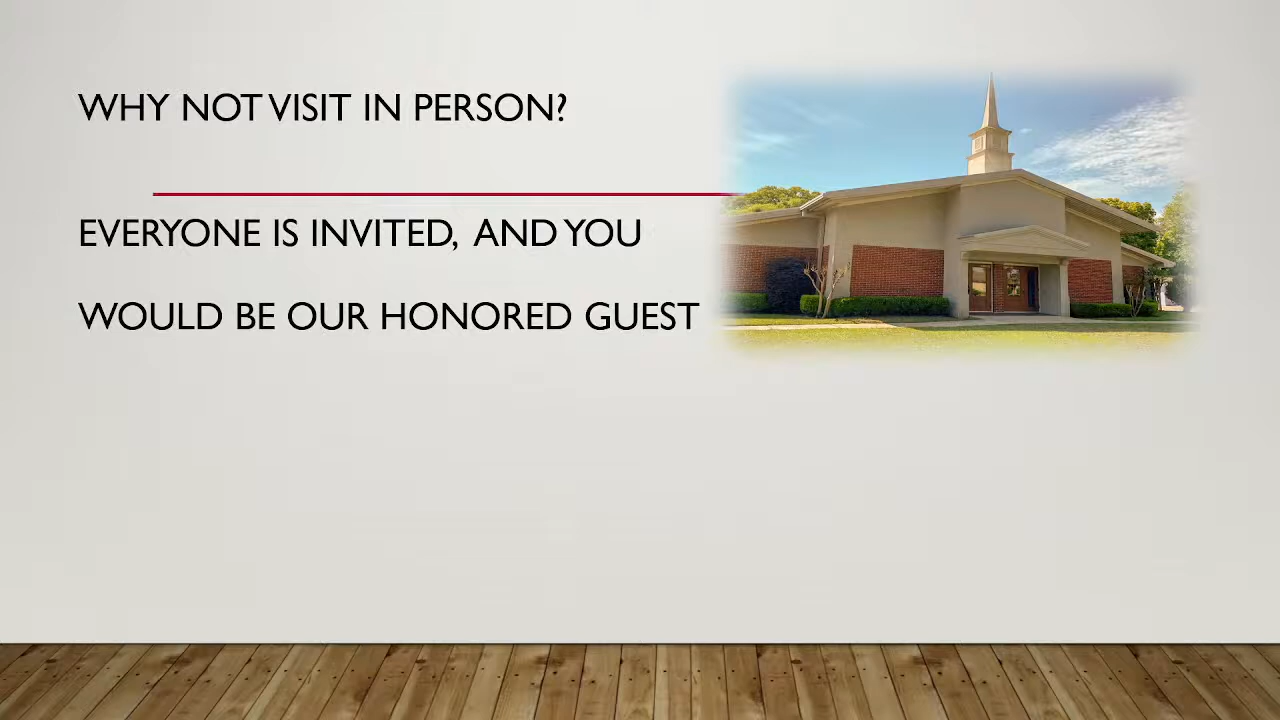 WHY NOT VISIT IN PERSON?
EVERYONE IS INVITED, AND YOU
WOULD BE OUR HONORED GUEST